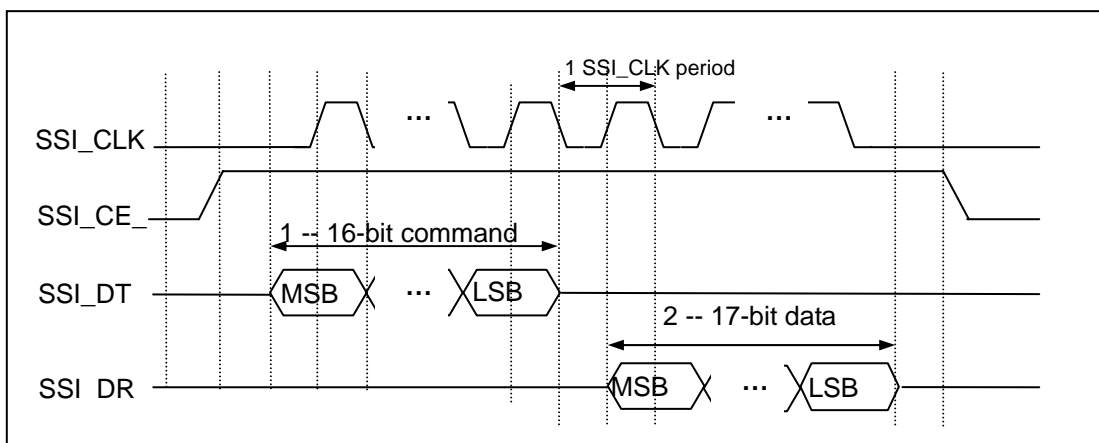 1 SSI_CLK period
...
...
SSI_CLK
SSI_CE_
1 -- 16-bit command
SSI_DT
MSB
...
LSB
2 -- 17-bit data
SSI DR
MSB
...
LSB